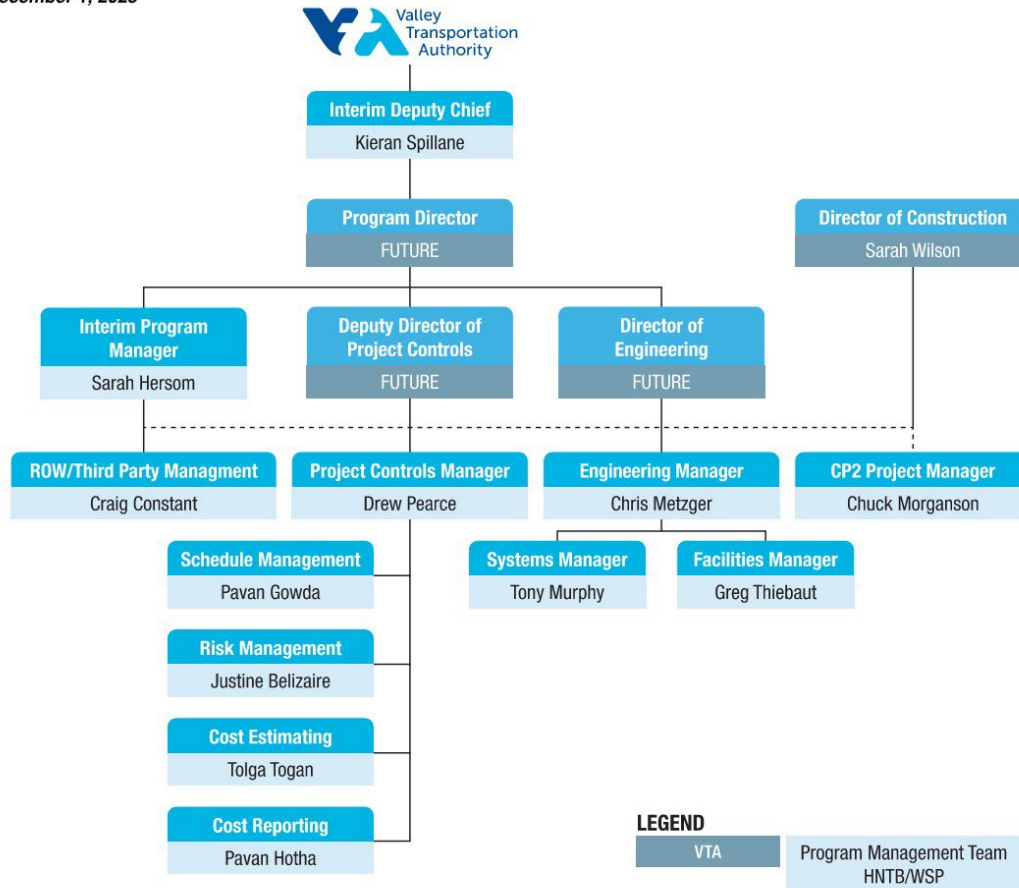 Valley
Transportation
Authority
Interim Deputy Chief
Kieran Spillane
Program Director
FUTURE
Director of Construction
Sarah Wilson
Interim Program
Manager
Sarah Hersom
Deputy Director of
Project Controls
FUTURE
Director of
Engineering
FUTURE
ROW/Third Party Managment
Craig Constant
Project Controls Manager
Drew Pearce
Engineering Manager
Chris Metzger
CP2 Project Manager
Chuck Morganson
Schedule Management
Pavan Gowda
Systems Manager
Tony Murphy
Facilities Manager
Greg Thiebaut
Risk Management
Justine Belizaire
Cost Estimating
Tolga Togan
Cost Reporting
Pavan Hotha
LEGEND
VTA
Program Management Team
HNTB/WSP